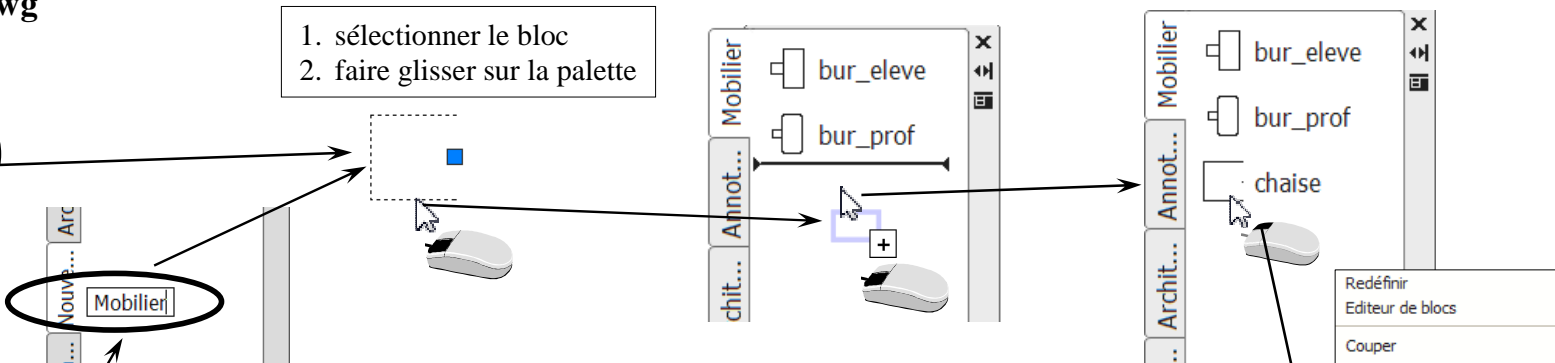 wg
1. sélectionner le bloc
2. faire glisser sur la palette
Arc
Nouve...
Mobilier
Mobilier
Annot...
chit...
bur_eleve
bur_prof
Mobilier
Annot...
Archit...
bur_eleve
bur_prof
chaise
Redéfinir
Editeur de blocs
Couper